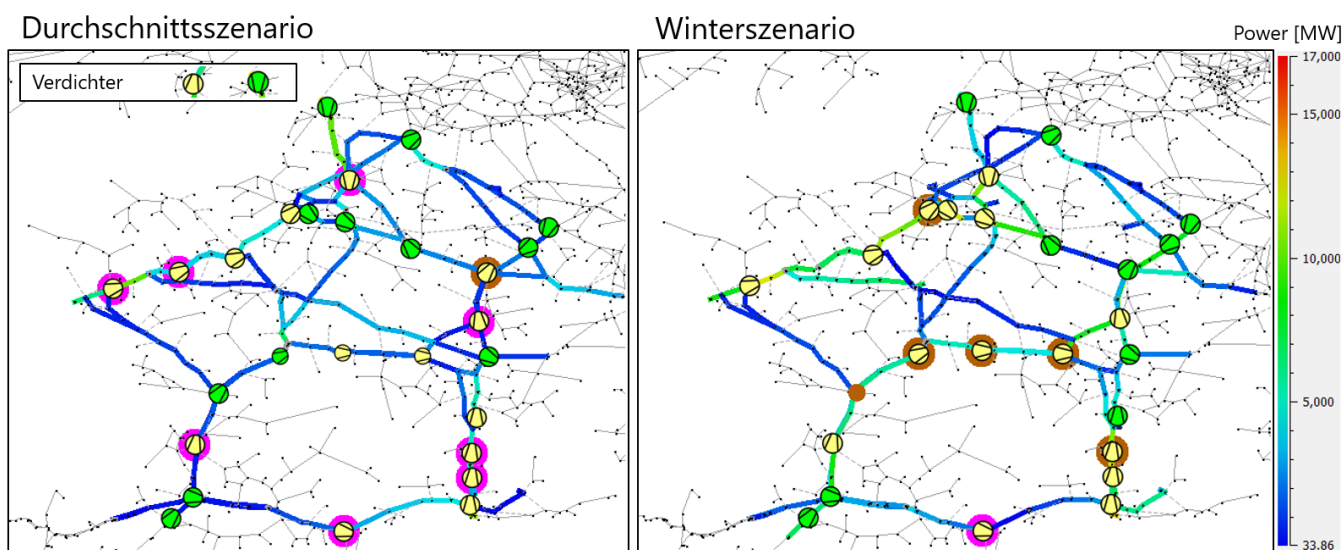 Durchschnittsszenario
Winterszenario
Power [MW]
Verdichter
17,000
15,000
10,000
5,000
33,86